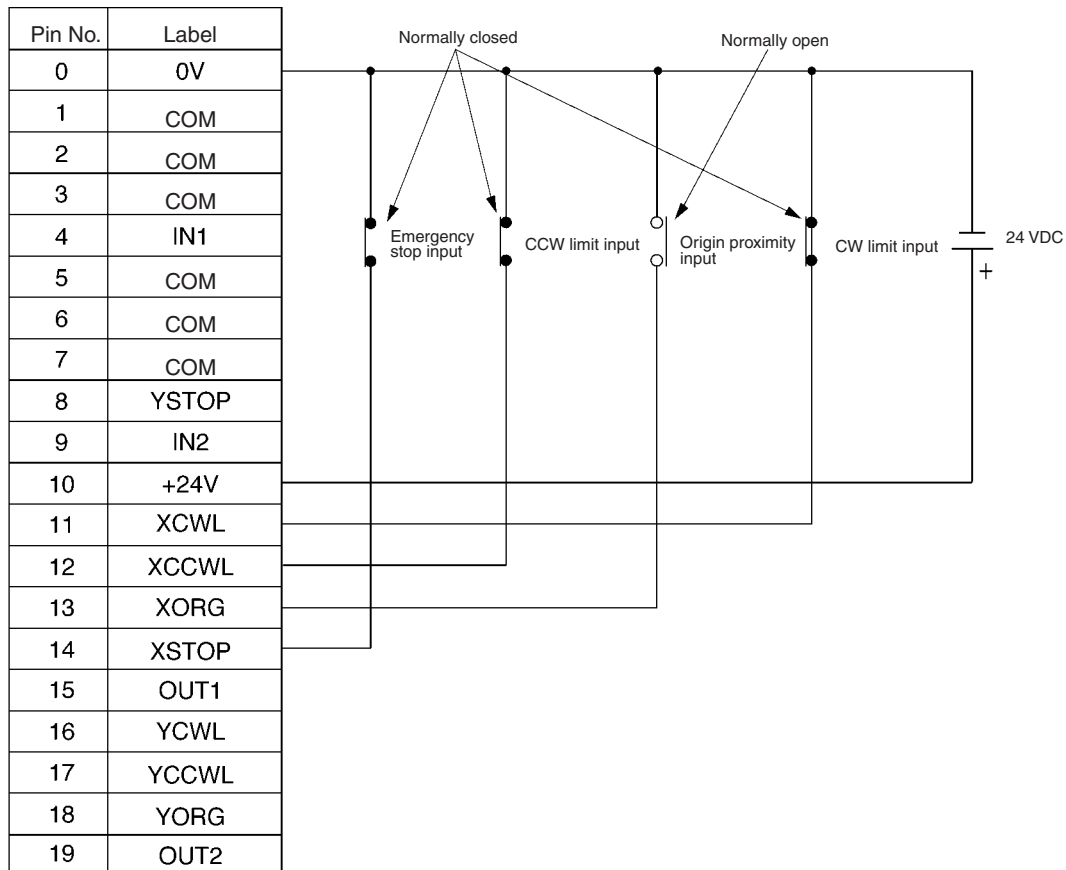 Pin No. Label
0 0V
1 COM
2 COM
3 COM
4 IN1
5 COM
6 COM
7 COM
8 YSTOP
9 IN2
10 +24V
11 XCWL
12 XCCWL
13 XORG
14 XSTOP
15 OUT1
16 YCWL
17 YCCWL
18 YORG
19 OUT2
Normally closed
Normally open
Emergency
stop input
CCW limit input
Origin proximity
input
CW limit input
24 VDC
+